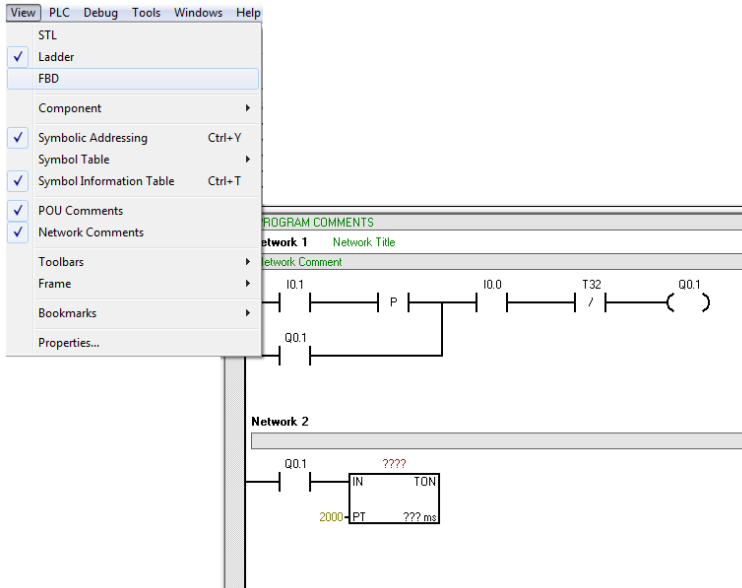 View PLC Debug Tools Windows Help
STL
Ladder
FBD
Component
Symbolic Addressing Ctrl+Y
Symbol Table
Symbol Information Table Ctrl+T
POU Comments
Network Comments
Toolbars
Frame
Bookmarks
Properties...
PROGRAM COMMENTS
etwork 1 Network Title
etwork Comment
I0.1 I0.0 T32 Q0.1
P /
Q0.1
Network 2
Q0.1 ????
IN TON
2000 PT ??? ms